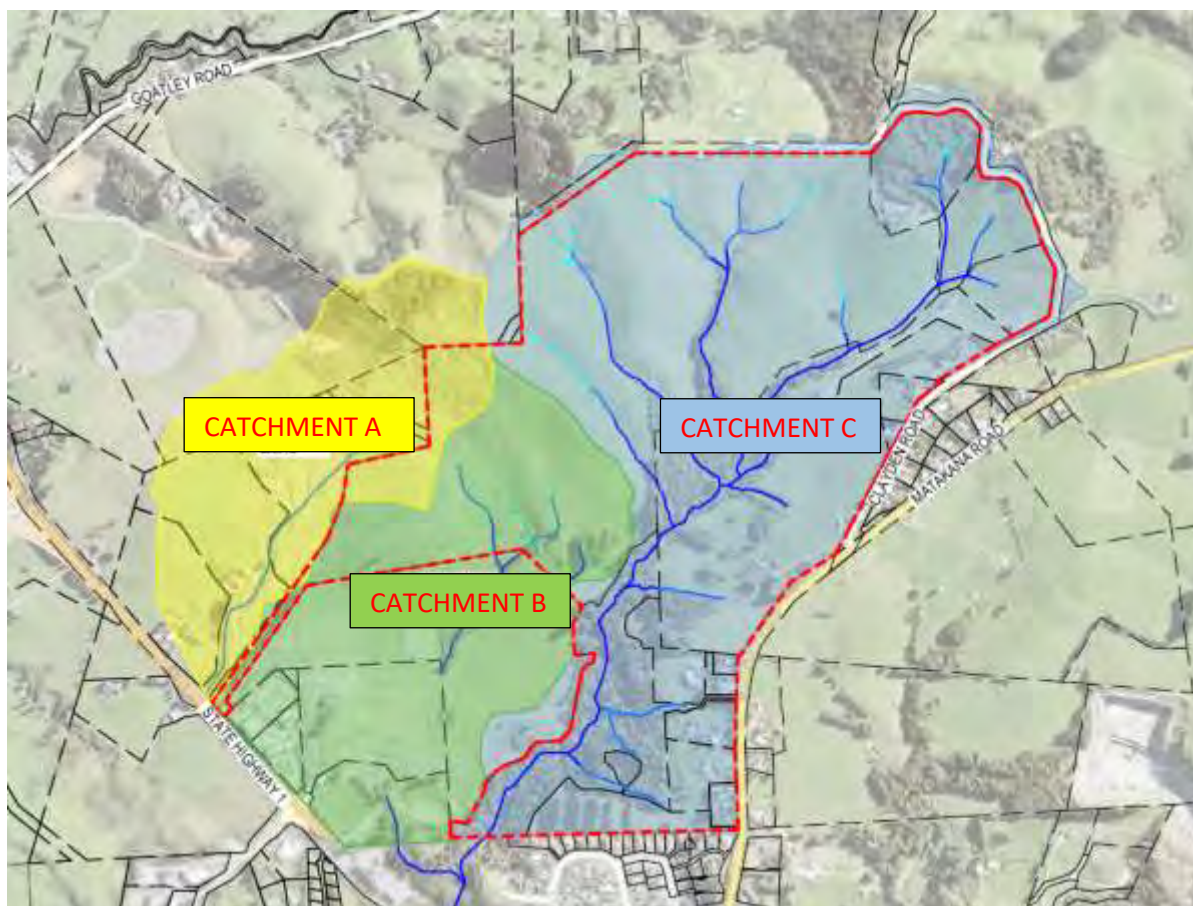 GOATLEY ROAD
CATCHMENT A
CATCHMENT C
CLAYDEN ROAD
MATAKANA ROAD
CATCHMENT B
STATE HIGHWAY 1